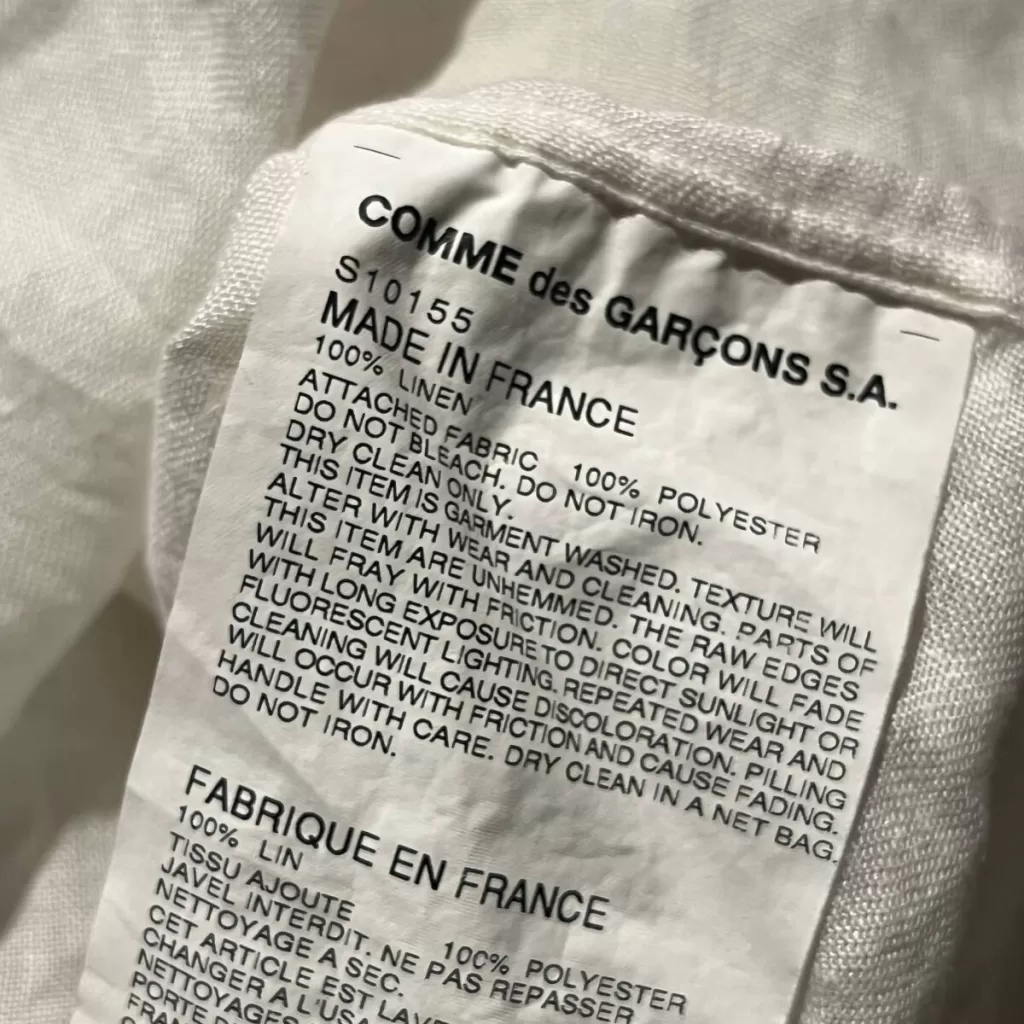 COMME des GARÇONS S.A.
S10155
MADE IN FRANCE
100% LINEN
ATTACHED FABRIC 100% POLYESTER
DO NOT BLEACH. DO NOT IRON.
DRY CLEAN ONLY.
THIS ITEM IS GARMENT WASHED. TEXTURE WILL
ALTER WITH WEAR AND CLEANING. PARTS OF
THIS ITEM ARE UNHEMMED. THE RAW EDGES
WILL FRAY WITH FRICTION. COLOR WILL FADE
WITH LONG EXPOSURE TO DIRECT SUNLIGHT OR
FLUORESCENT LIGHTING. REPEATED WEAR AND
CLEANING WILL CAUSE DISCOLORATION. PILLING
WILL OCCUR WITH FRICTION AND CAUSE FADING.
HANDLE WITH CARE. DRY CLEAN IN A NET BAG.
DO NOT IRON.
FABRIQUE EN FRANCE
100% LIN
TISSU AJOUTE 100% POLYESTER
JAVEL INTERDIT. NE PAS REPASSER
NETTOYAGE A SEC.
CET ARTICLE EST
CHANGER A
NETTOYAGES
PORTE